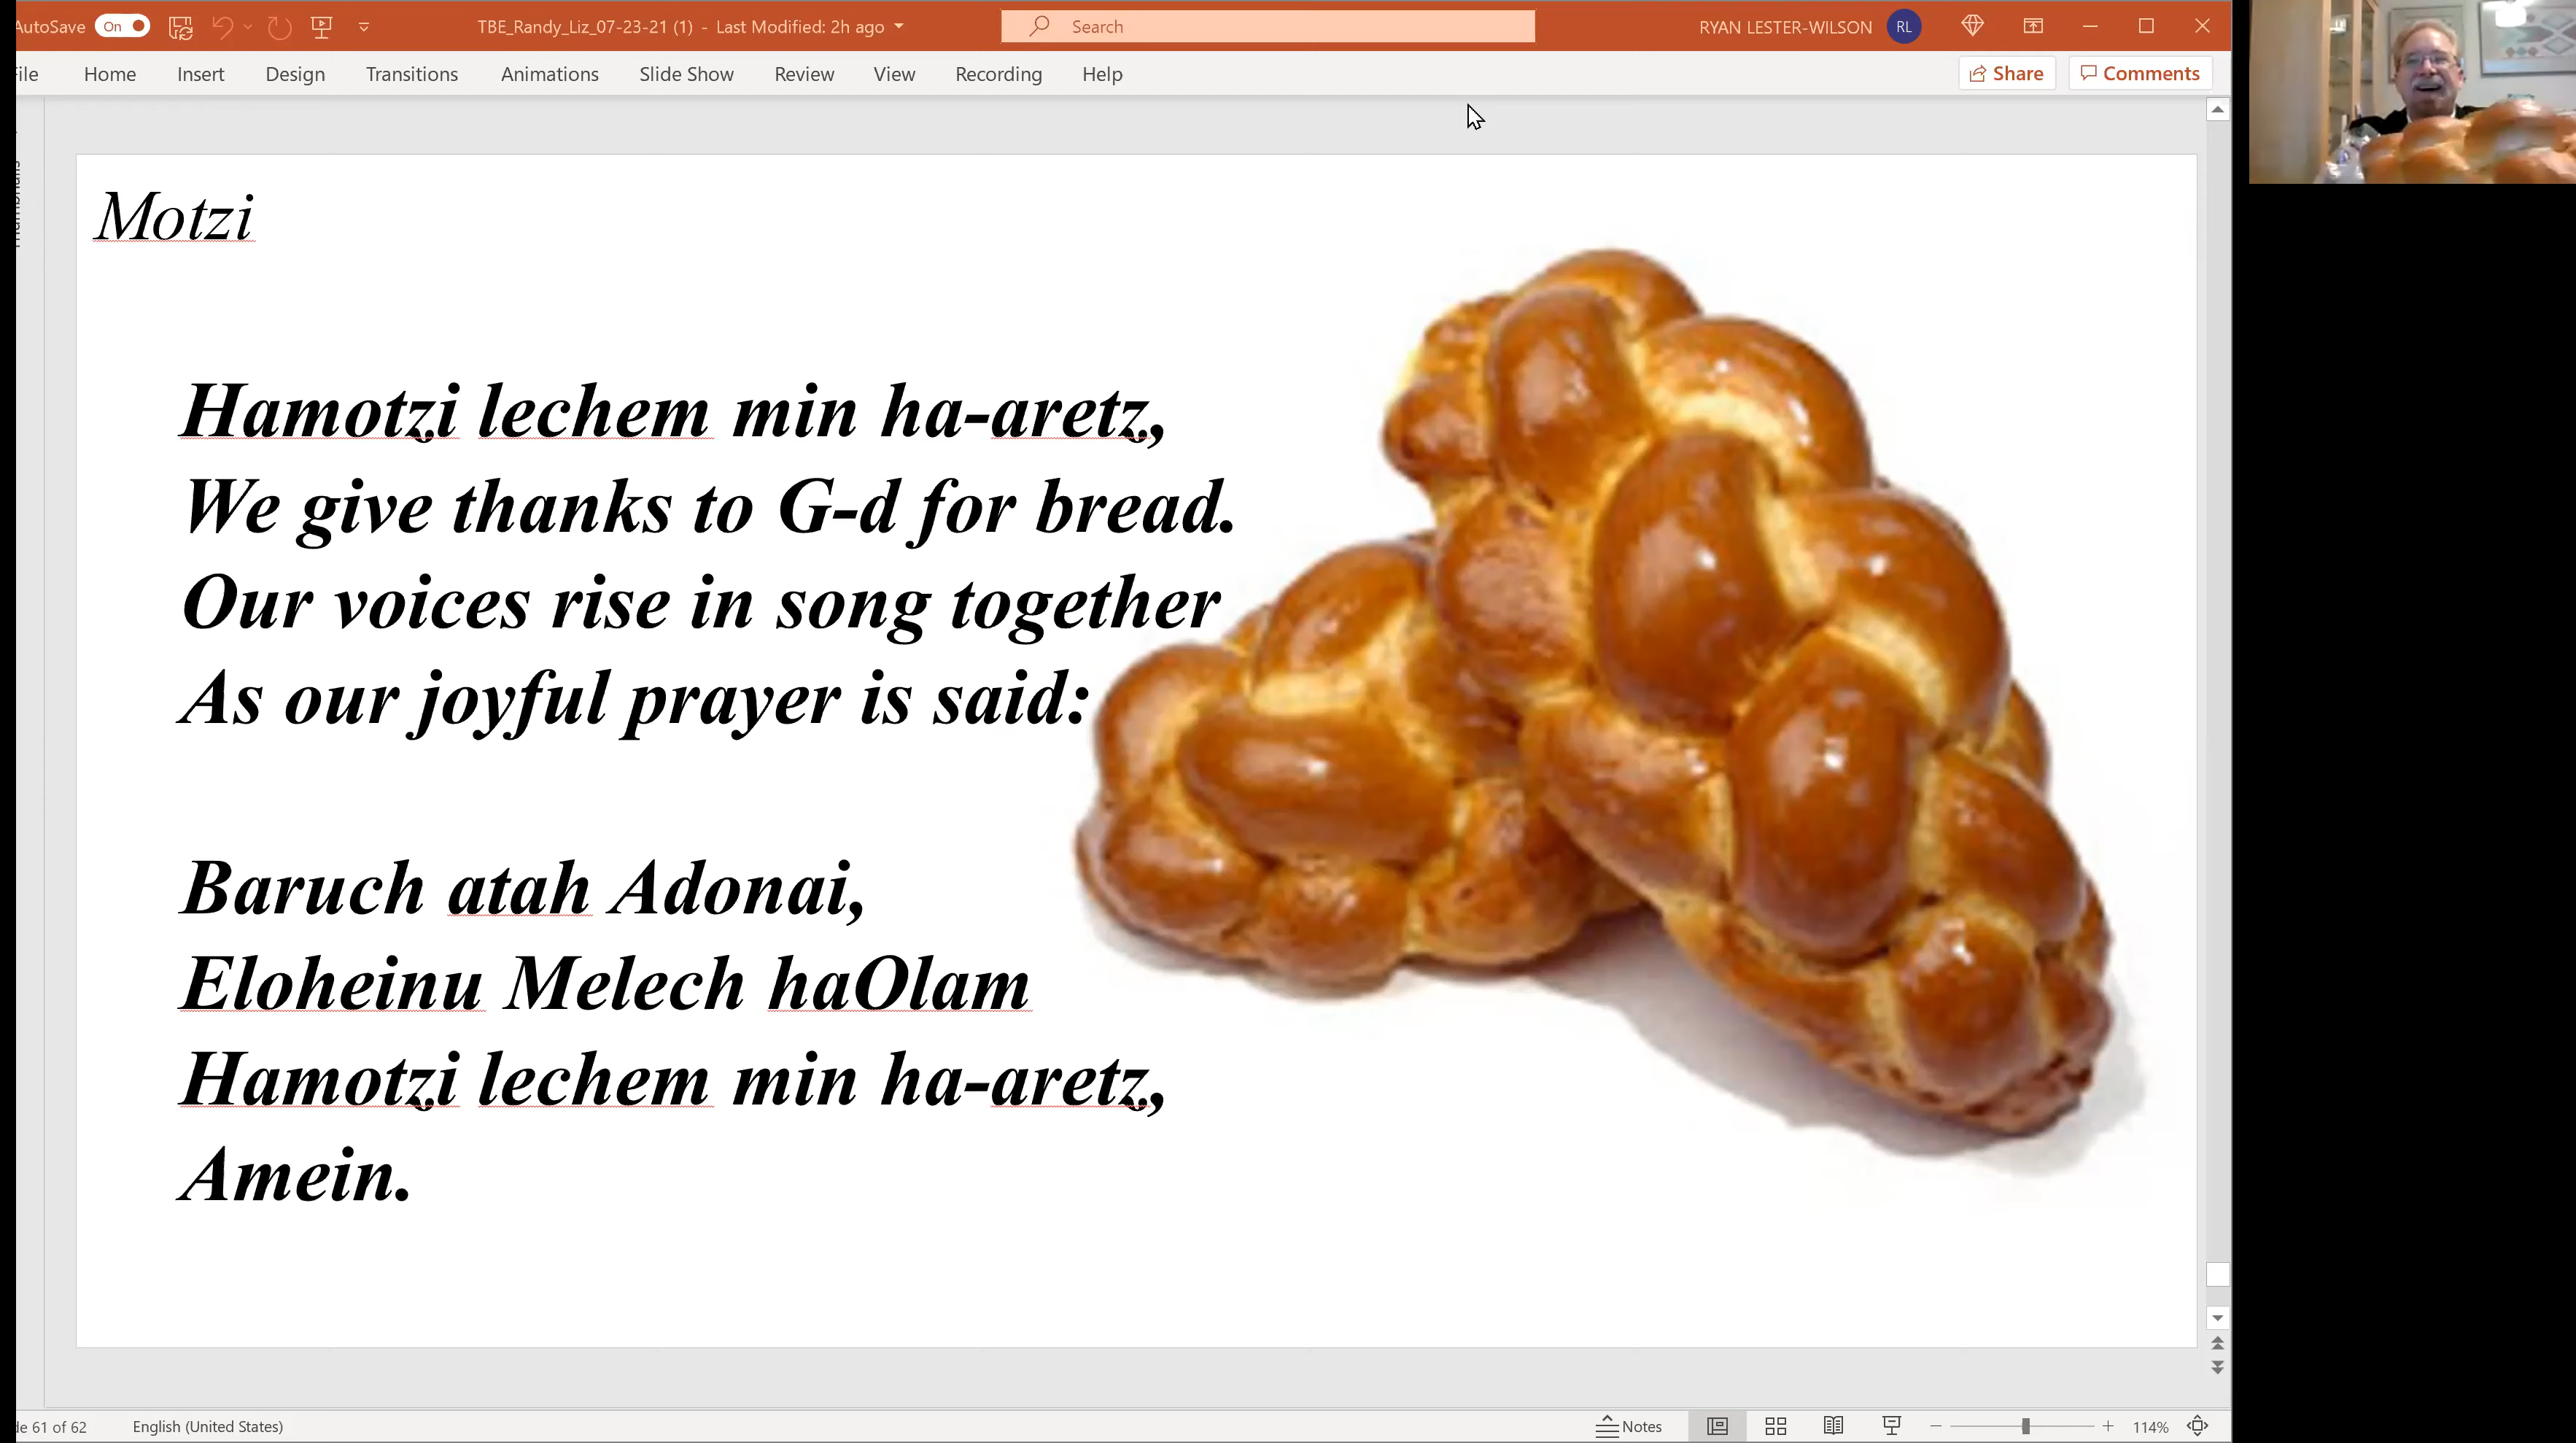 AutoSave On TBE_Randy_Liz_07-23-21 (1) - Last Modified: 2h ago Search RYAN LESTER-WILSON RL
File Home Insert Design Transitions Animations Slide Show Review View Recording Help Share Comments
Motzi
Hamotzi lechem min ha-aretz,
We give thanks to G-d for bread.
Our voices rise in song together
As our joyful prayer is said:
Baruch atah Adonai,
Eloheinu Melech haOlam
Hamotzi lechem min ha-aretz,
Amein.
de 61 of 62 English (United States) Notes 114%